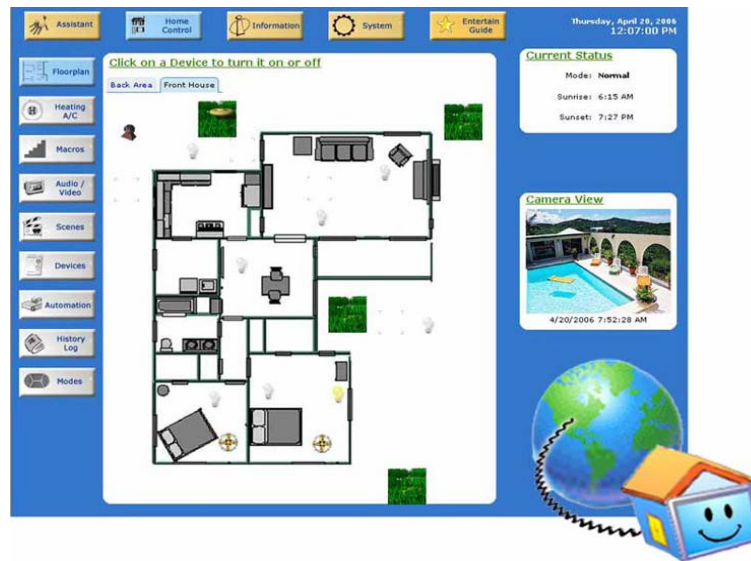 Assistant
Home
Control
Information
System
Entertain
Guide
Thursday, April 20, 2006
12:07:00 PM
Floorplan
Heating
A/C
Macros
Audio /
Video
Scenes
Devices
Automation
History
Log
Modes
Click on a Device to turn it on or off
Back Area
Front House
Current Status
Mode: Normal
Sunrise: 6:15 AM
Sunset: 7:27 PM
Camera View
4/20/2006 7:52:28 AM